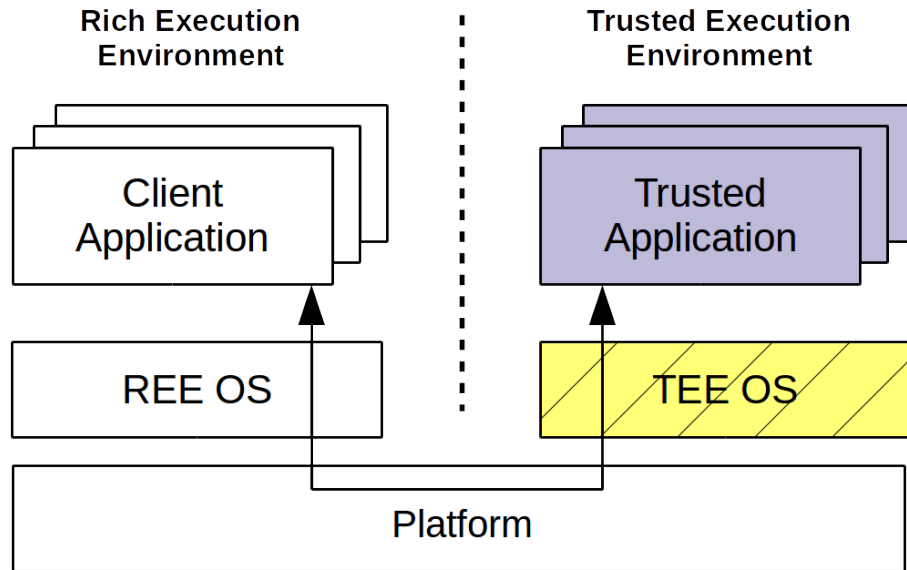 Rich Execution
Environment
Trusted Execution
Environment
Client
Application
Trusted
Application
REE OS
TEE OS
Platform